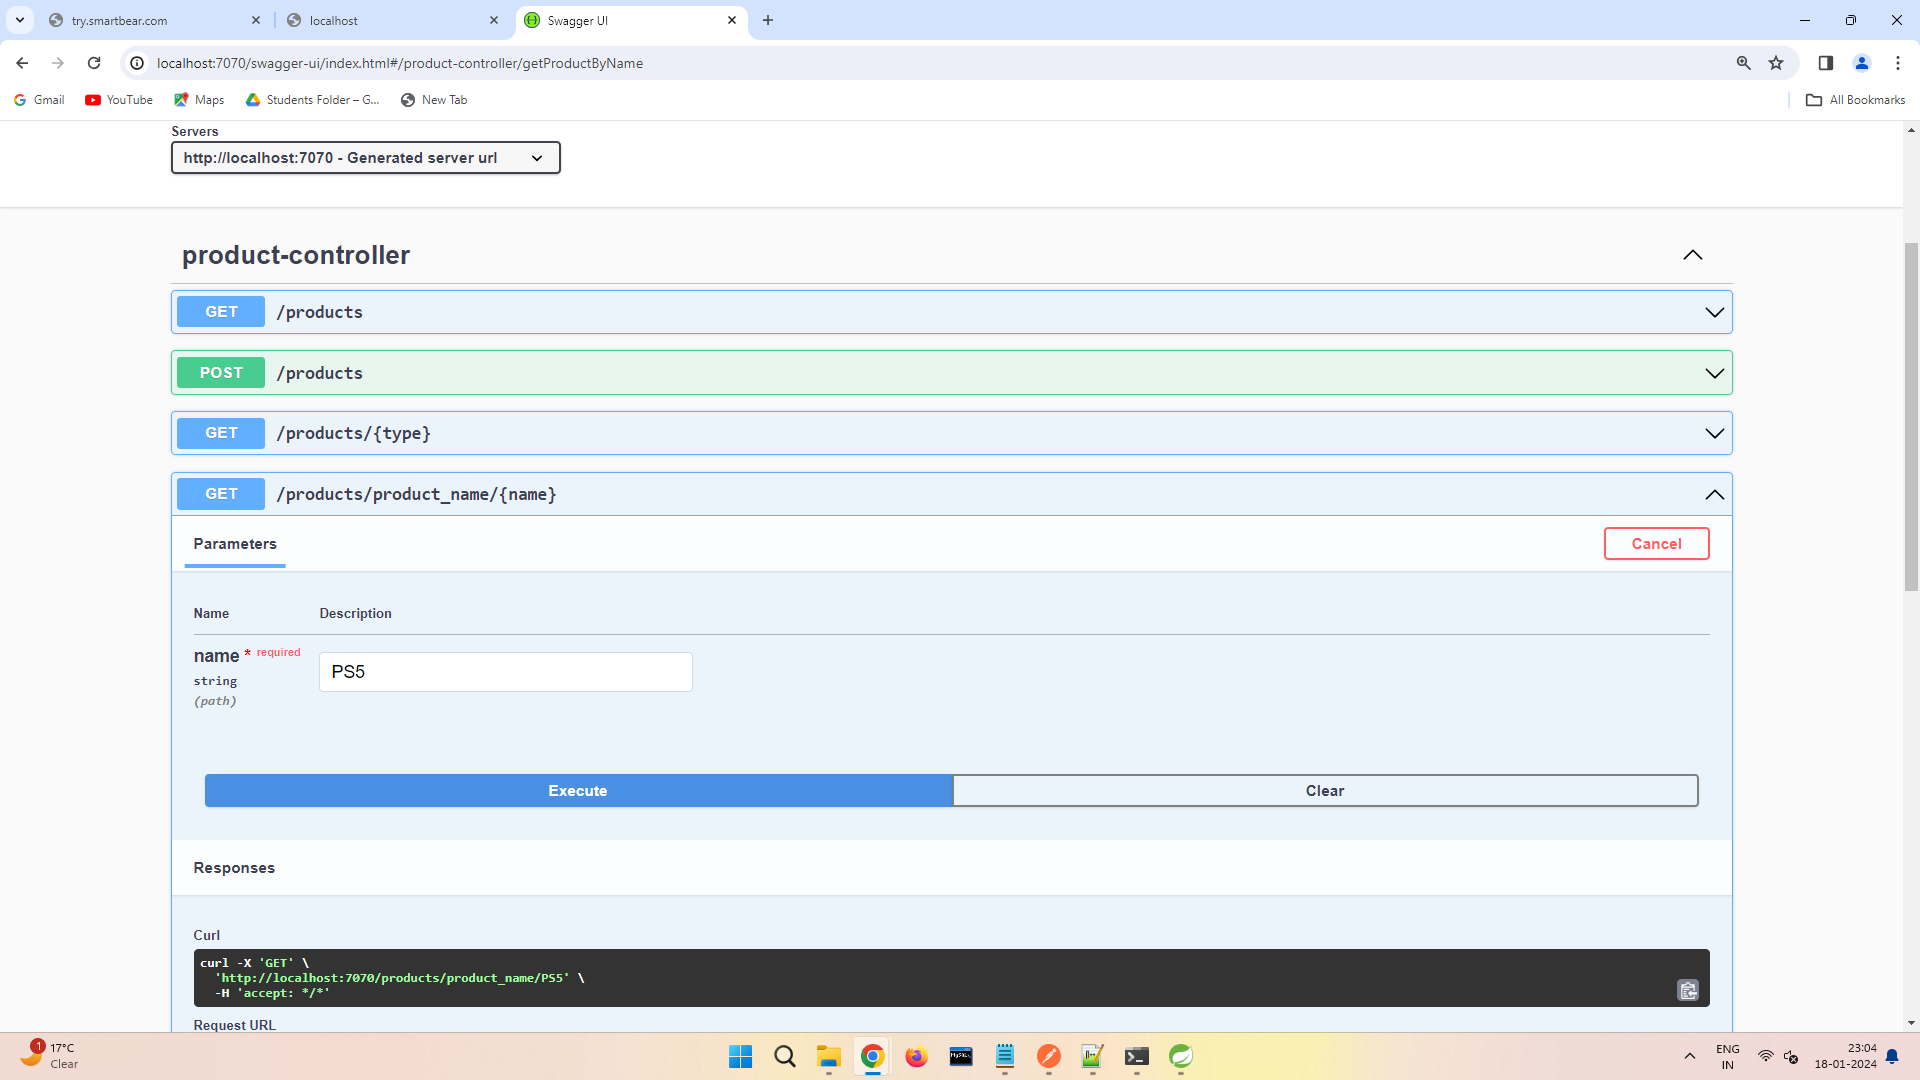 try.smartbear.com
localhost
Swagger UI
localhost:7070/swagger-ui/index.html#/product-controller/getProductByName
Gmail
YouTube
Maps
Students Folder – G...
New Tab
All Bookmarks
Servers
http://localhost:7070 - Generated server url
product-controller
GET /products
POST /products
GET /products/{type}
GET /products/product_name/{name}
Parameters
Cancel
Name Description
name * required
string
(path)
PS5
Execute
Clear
Responses
Curl
curl -X 'GET' \
'http://localhost:7070/products/product_name/PS5' \
-H 'accept: */*'
Request URL
1
17°C
Clear
MySQL
ENG
IN
23:04
18-01-2024